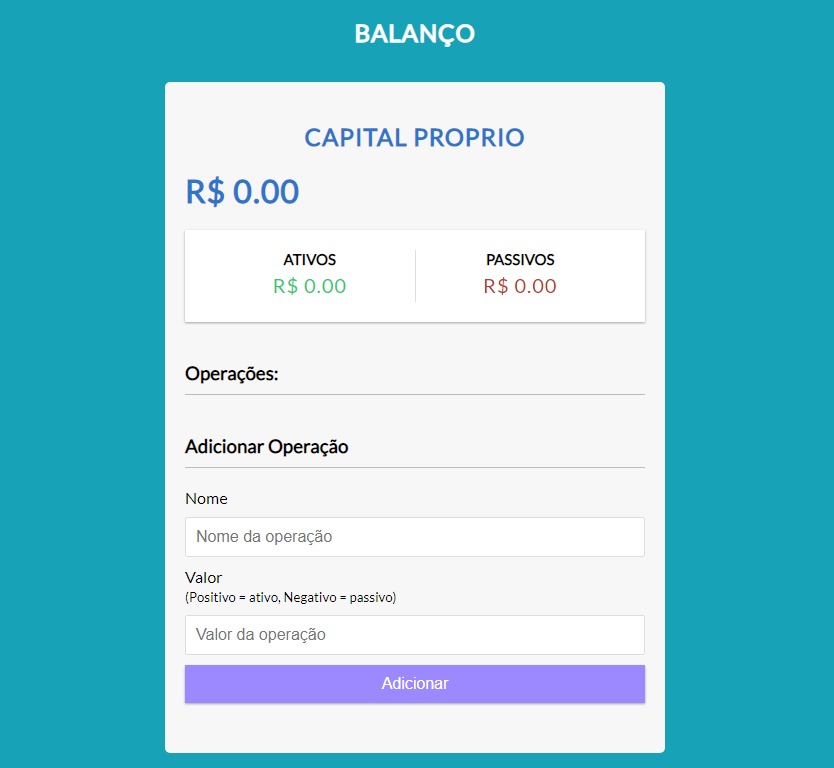 BALANÇO
CAPITAL PROPRIO
R$ 0.00
ATIVOS
R$ 0.00
PASSIVOS
R$ 0.00
Operações:
Adicionar Operação
Nome
Nome da operação
Valor
(Positivo = ativo, Negativo = passivo)
Valor da operação
Adicionar